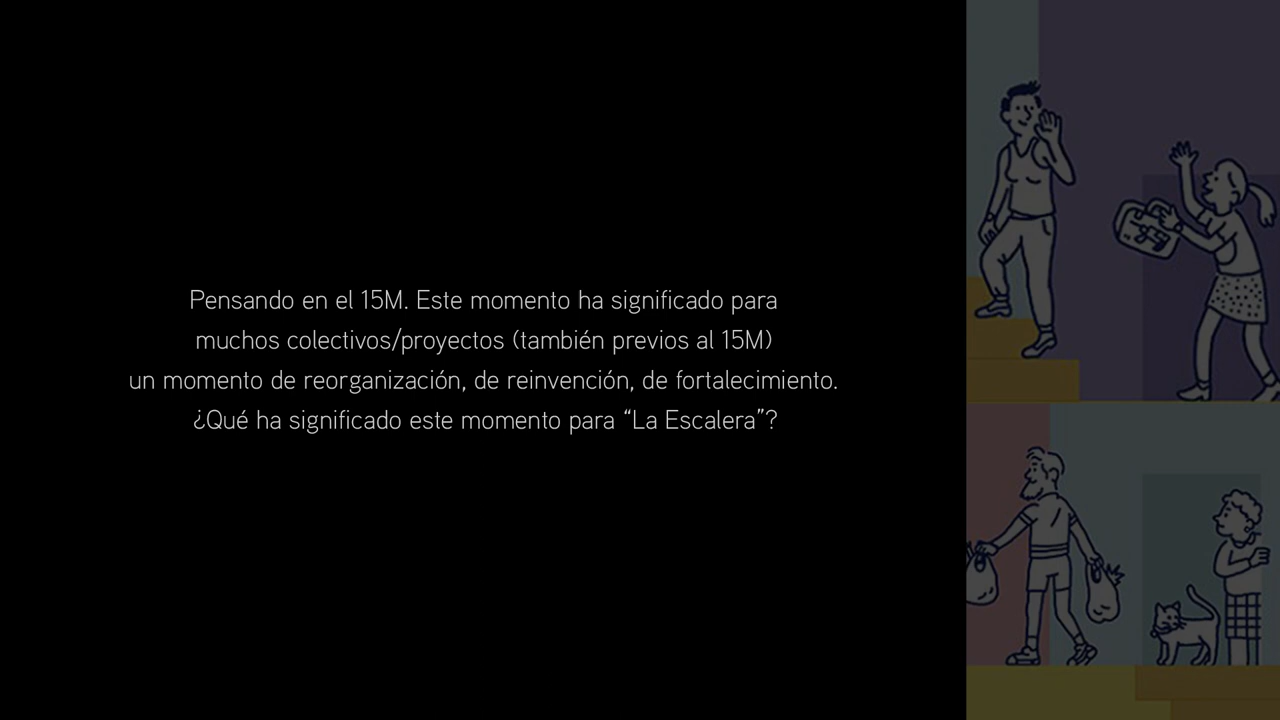 Pensando en el 15M. Este momento ha significado para
muchos colectivos/proyectos (también previos al 15M)
un momento de reorganización, de reinvención, de fortalecimiento.
¿Qué ha significado este momento para “La Escalera”?